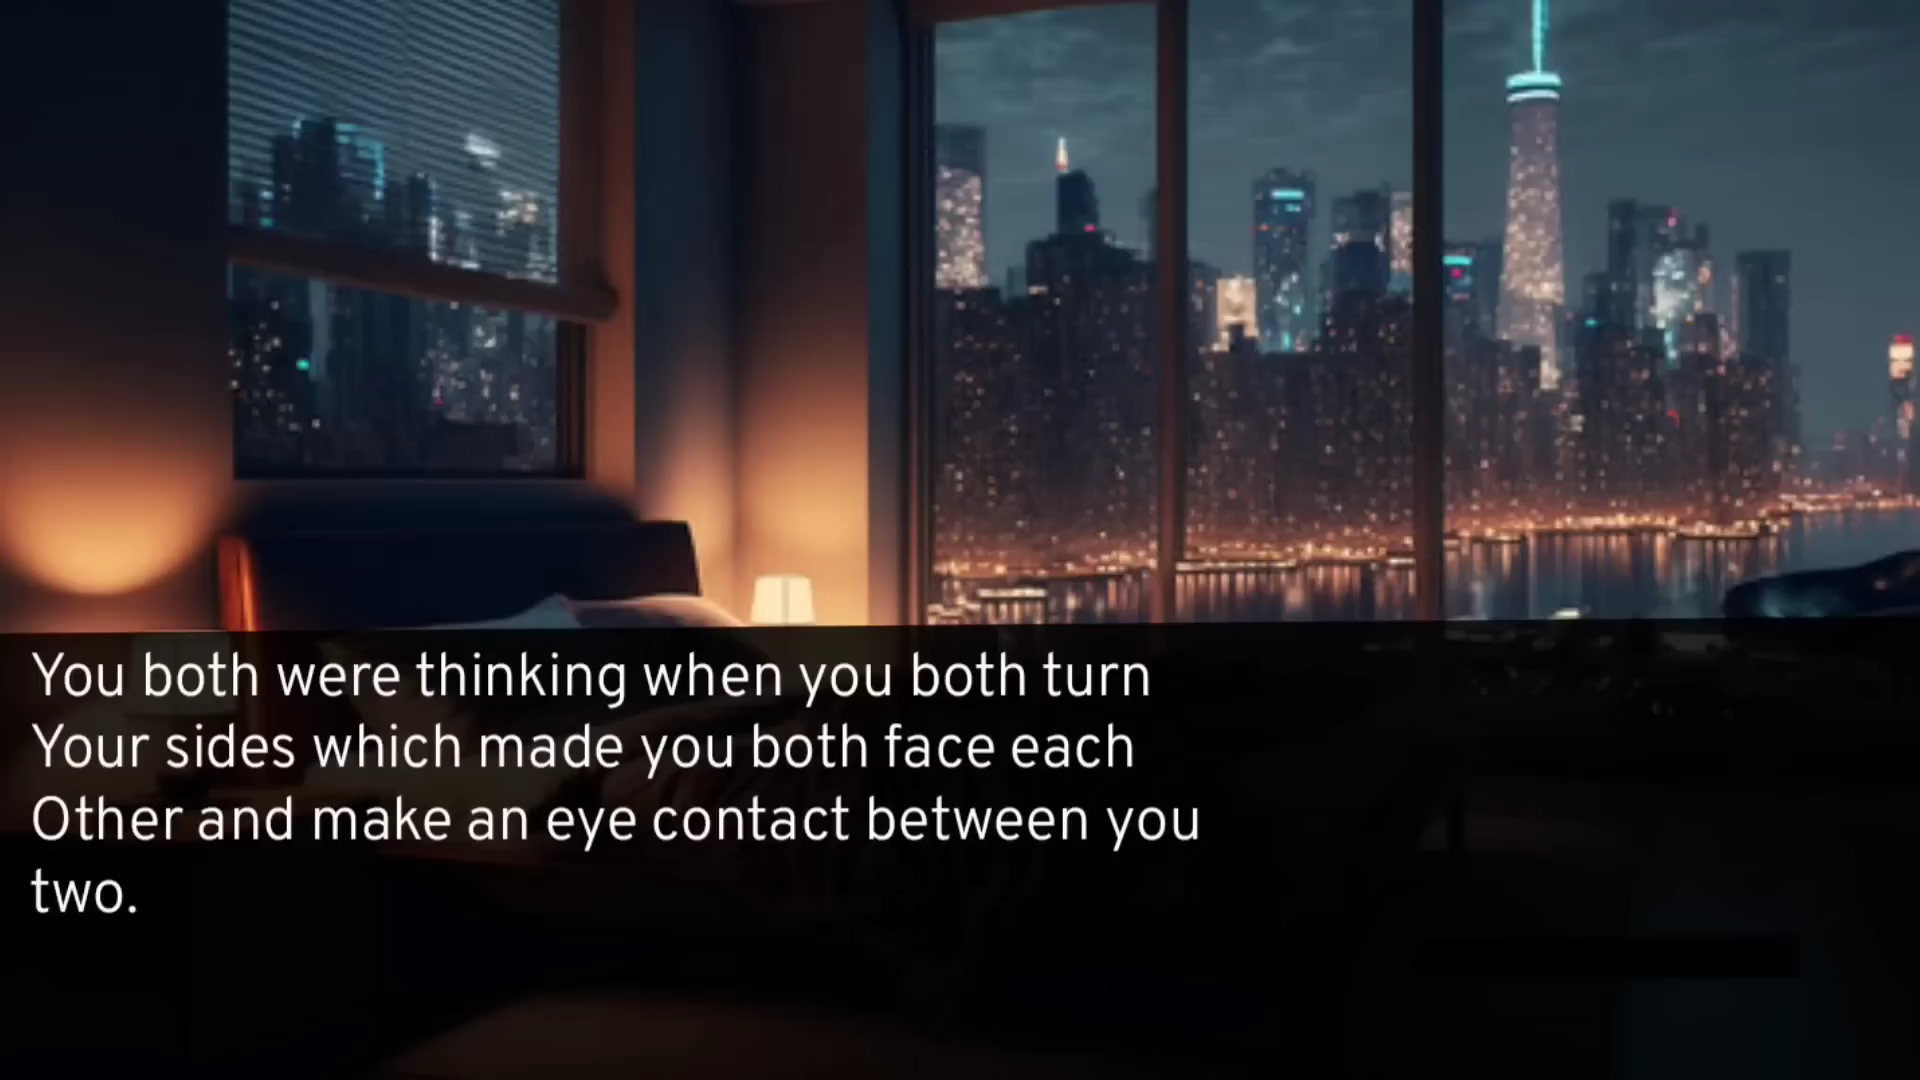 You both were thinking when you both turn
Your sides which made you both face each
Other and make an eye contact between you
two.